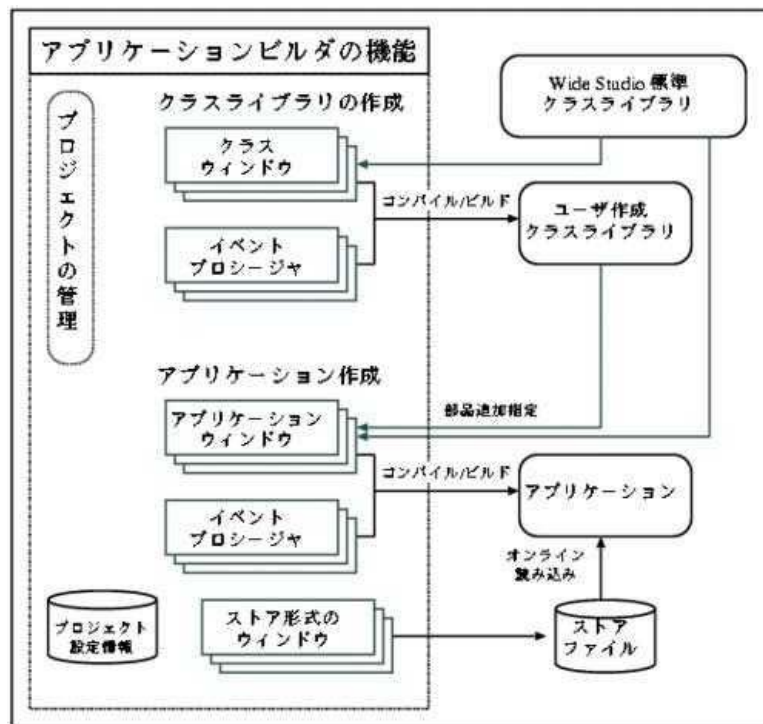 アプリケーションビルダの機能
プロジェクトの管理
クラスライブラリの作成
クラス
ウィンドウ
イベント
プロシージャ
コンパイル/ビルド
Wide Studio 標準
クラスライブラリ
ユーザ作成
クラスライブラリ
アプリケーション作成
部品追加指定
アプリケーション
ウィンドウ
イベント
プロシージャ
コンパイル/ビルド
アプリケーション
オンライン
読み込み
プロジェクト
設定情報
ストア形式の
ウィンドウ
ストア
ファイル